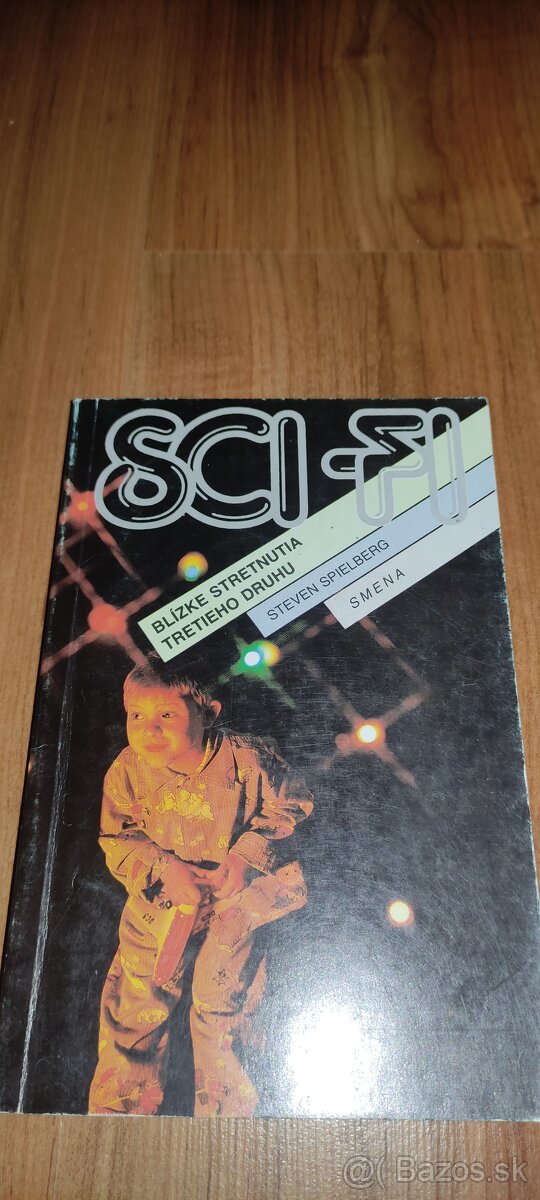 SCI-FI
BLÍZKE STRETNUTIA
TRETIEHO DRUHU
STEVEN SPIELBERG
SMENA
@ Bazos.sk